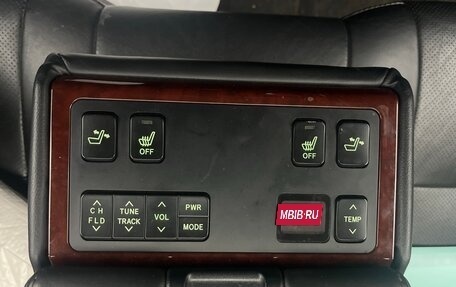 OFF
OFF
CH
FLD
TUNE
TRACK
VOL
PWR
MODE
MBIB·RU
TEMP